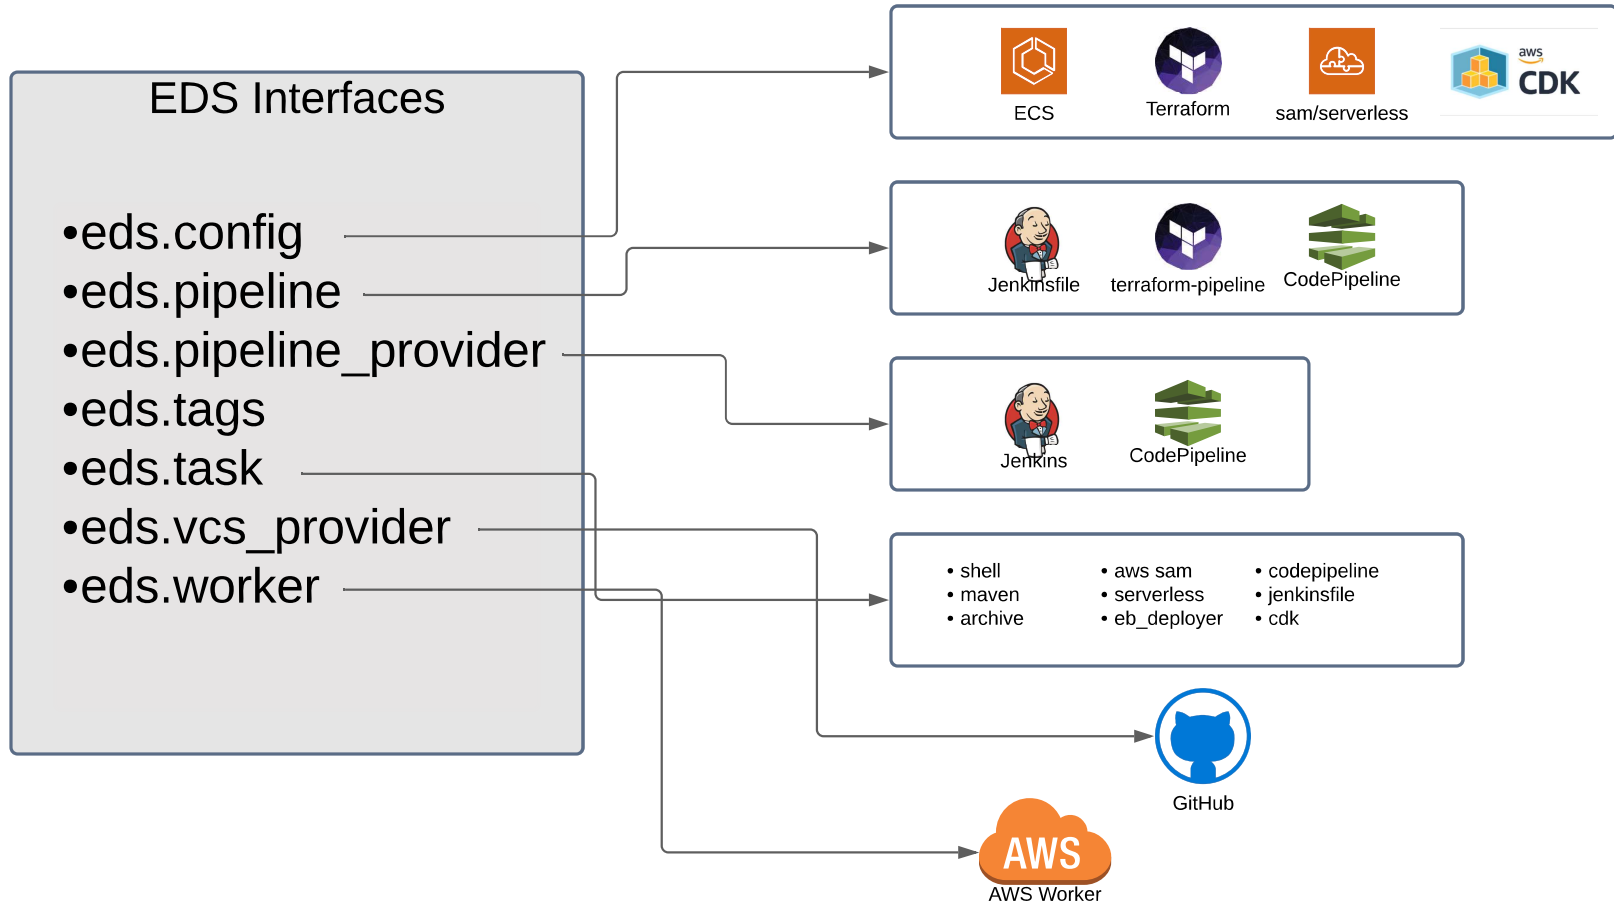 EDS Interfaces
•eds.config
•eds.pipeline
•eds.pipeline_provider
•eds.tags
•eds.task
•eds.vcs_provider
•eds.worker
ECS
Terraform
sam/serverless
aws
CDK
Jenkinsfile
terraform-pipeline
CodePipeline
Jenkins
CodePipeline
• shell
• maven
• archive
• aws sam
• serverless
• eb_deployer
• codepipeline
• jenkinsfile
• cdk
GitHub
AWS
AWS Worker